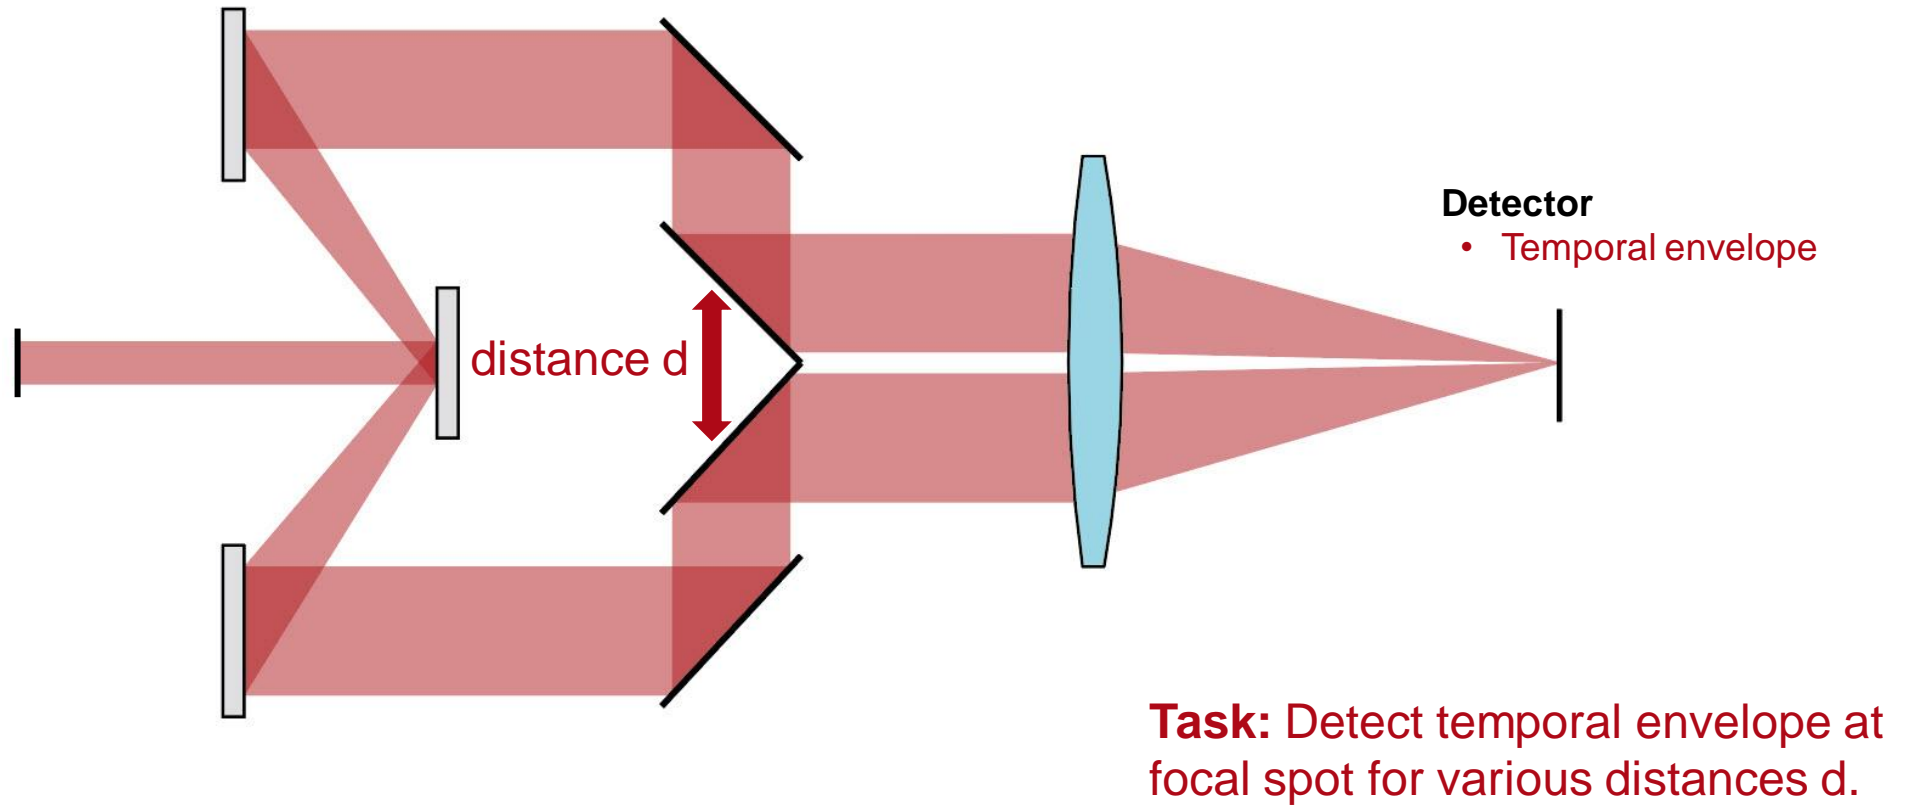 Detector
• Temporal envelope
distance d
Task: Detect temporal envelope at
focal spot for various distances d.